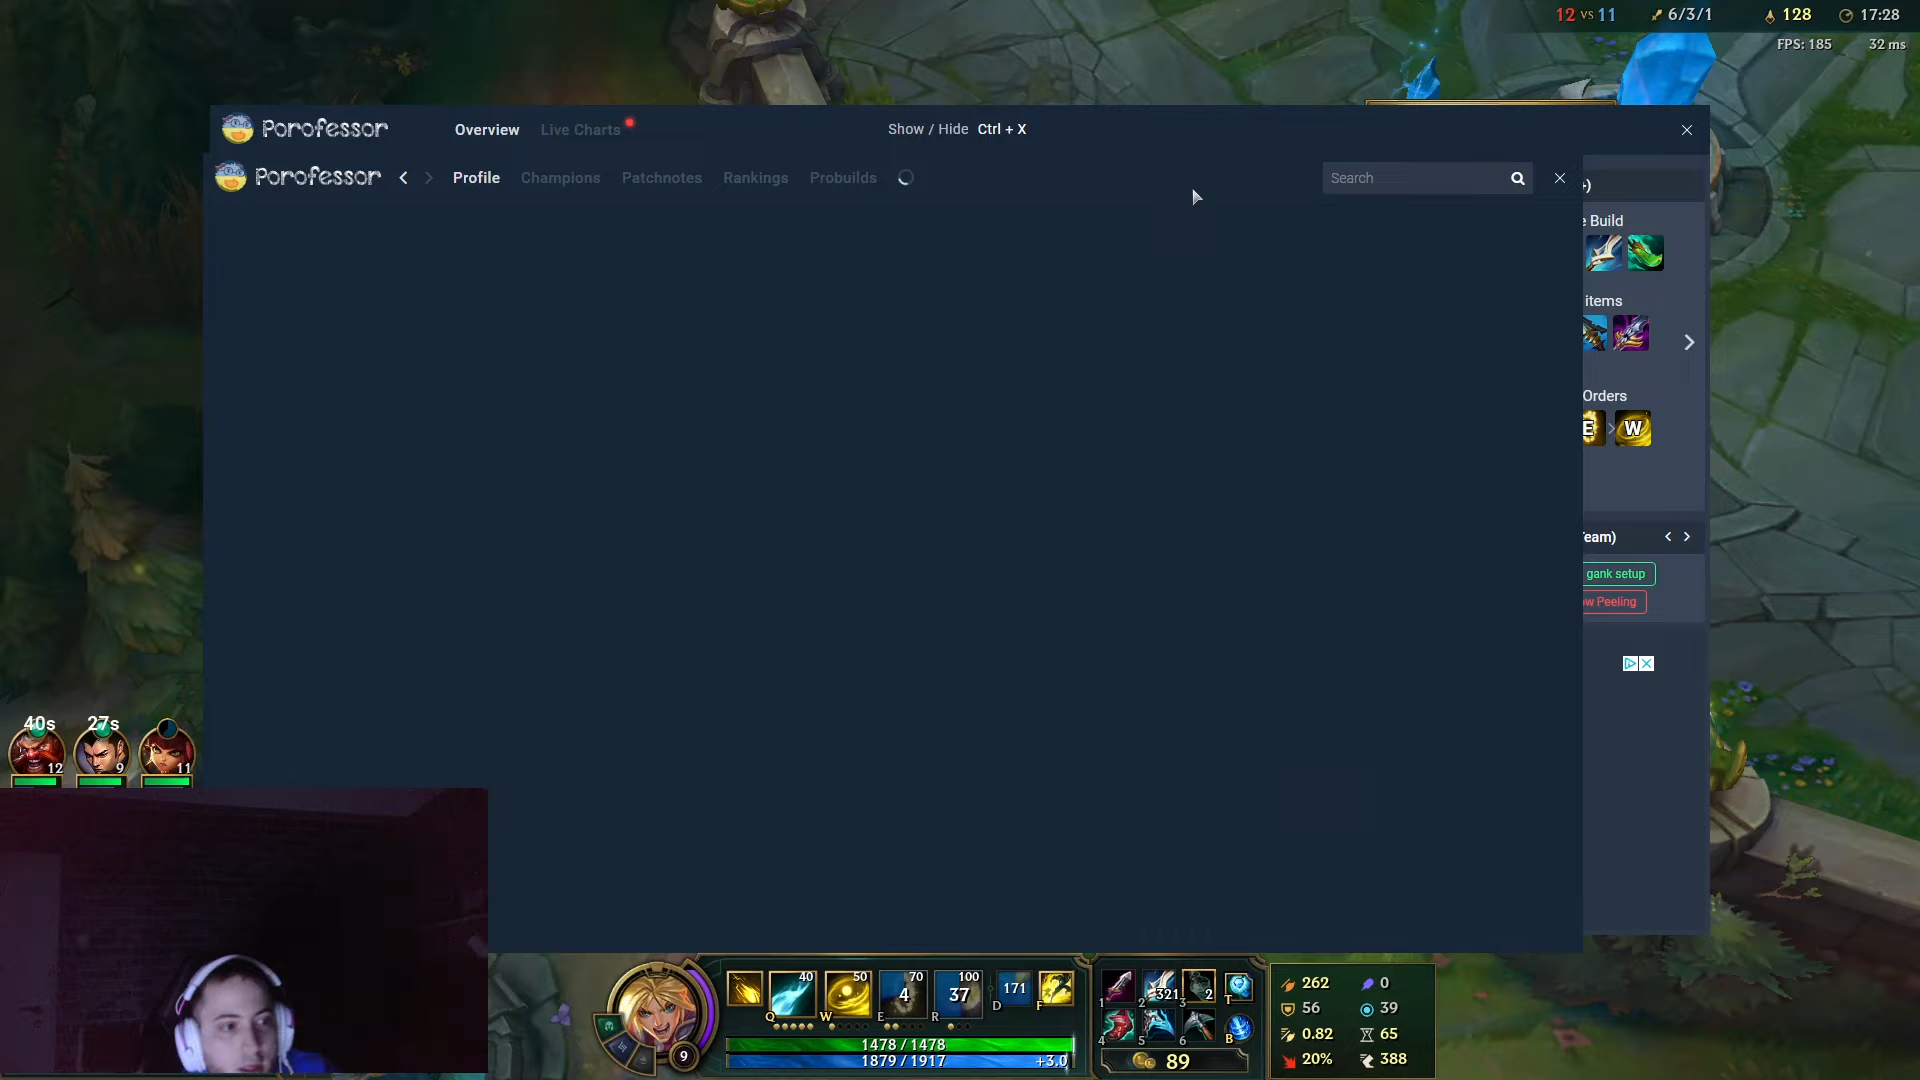 12 vs 11 6/3/1 128 17:28
FPS: 185 32 ms
Porofessor Overview Live Charts Show / Hide Ctrl + X
Porofessor Profile Champions Patchnotes Rankings Probuilds Search
+)
e Build
items
Orders
E > W
Team)
gank setup
ow Peeling
40s 27s
12 9 11
40 50 70 100
4 37 171
Q W E R D F
321 2
1 2 3 T
4 5 6 B
9
1478 / 1478
1879 / 1917 +3.0
89
262 0
56 39
0.82 65
20% 388